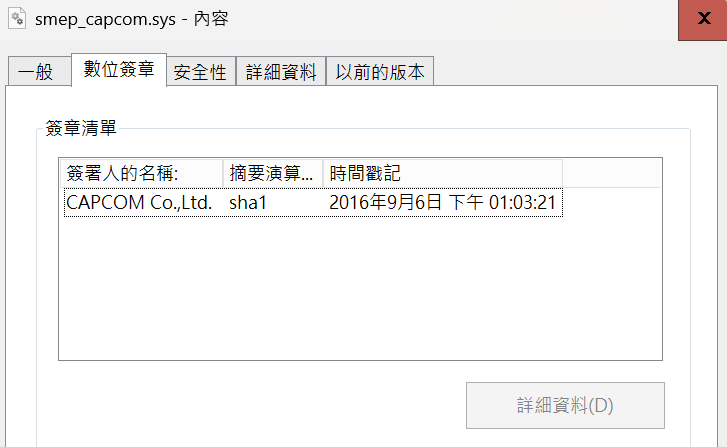 smep_capcom.sys - 內容
x
一般 數位簽章 安全性 詳細資料 以前的版本
簽章清單
簽署人的名稱: 摘要演算... 時間戳記
CAPCOM Co.,Ltd. sha1 2016年9月6日 下午 01:03:21
詳細資料(D)